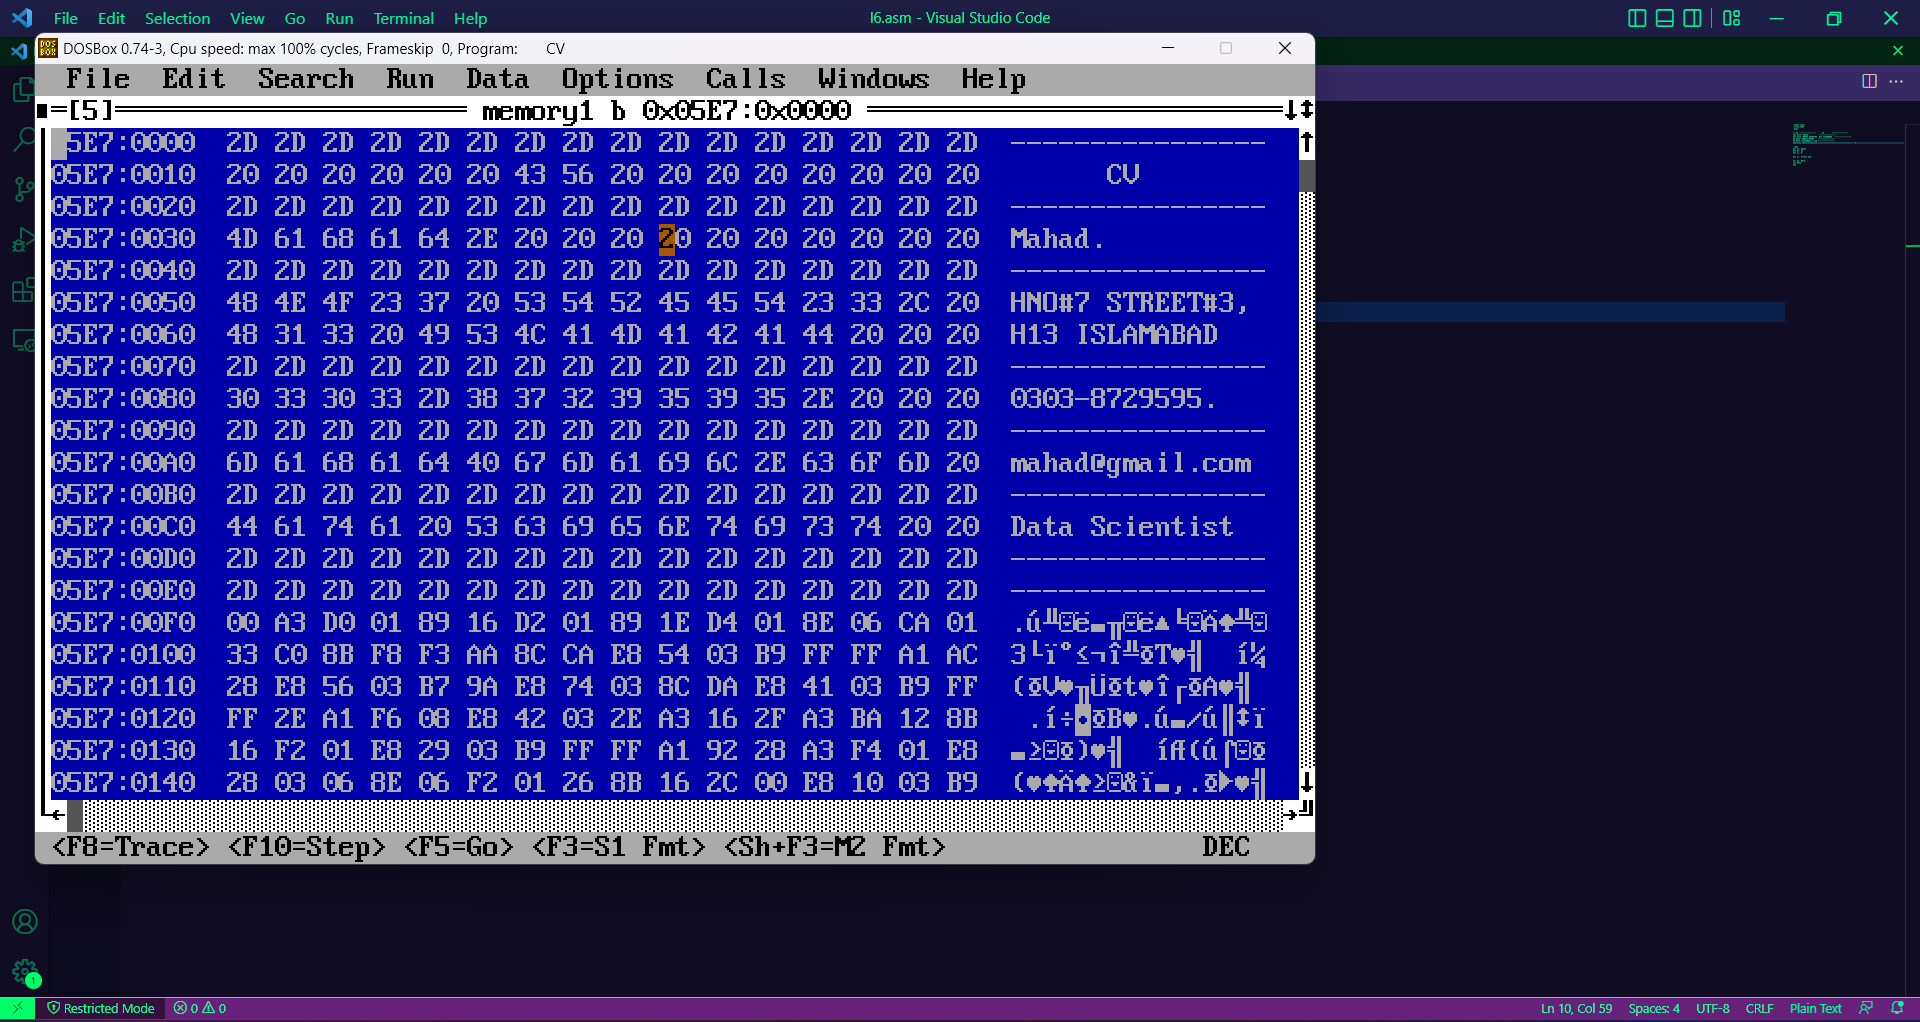 File Edit Selection View Go Run Terminal Help
l6.asm - Visual Studio Code
DOSBox 0.74-3, Cpu speed: max 100% cycles, Frameskip 0, Program: CV
File Edit Search Run Data Options Calls Windows Help
[5] memory1 b 0x05E7:0x0000
05E7:0000 2D 2D 2D 2D 2D 2D 2D 2D 2D 2D 2D 2D 2D 2D 2D 2D ----------------
05E7:0010 20 20 20 20 20 20 43 56 20 20 20 20 20 20 20 20 CV
05E7:0020 2D 2D 2D 2D 2D 2D 2D 2D 2D 2D 2D 2D 2D 2D 2D 2D ----------------
05E7:0030 4D 61 68 61 64 2E 20 20 20 20 20 20 20 20 20 20 Mahad.
05E7:0040 2D 2D 2D 2D 2D 2D 2D 2D 2D 2D 2D 2D 2D 2D 2D 2D ----------------
05E7:0050 48 4E 4F 23 37 20 53 54 52 45 45 54 23 33 2C 20 HNO#7 STREET#3,
05E7:0060 48 31 33 20 49 53 4C 41 4D 41 42 41 44 20 20 20 H13 ISLAMABAD
05E7:0070 2D 2D 2D 2D 2D 2D 2D 2D 2D 2D 2D 2D 2D 2D 2D 2D ----------------
05E7:0080 30 33 30 33 2D 38 37 32 39 35 39 35 2E 20 20 20 0303-8729595.
05E7:0090 2D 2D 2D 2D 2D 2D 2D 2D 2D 2D 2D 2D 2D 2D 2D 2D ----------------
05E7:00A0 6D 61 68 61 64 40 67 6D 61 69 6C 2E 63 6F 6D 20 mahad@gmail.com
05E7:00B0 2D 2D 2D 2D 2D 2D 2D 2D 2D 2D 2D 2D 2D 2D 2D 2D ----------------
05E7:00C0 44 61 74 61 20 53 63 69 65 6E 74 69 73 74 20 20 Data Scientist
05E7:00D0 2D 2D 2D 2D 2D 2D 2D 2D 2D 2D 2D 2D 2D 2D 2D 2D ----------------
05E7:00E0 2D 2D 2D 2D 2D 2D 2D 2D 2D 2D 2D 2D 2D 2D 2D 2D ----------------
05E7:00F0 00 A3 D0 01 89 16 D2 01 89 1E D4 01 8E 06 CA 01
05E7:0100 33 C0 8B F8 F3 AA 8C CA E8 54 03 B9 FF FF A1 AC
05E7:0110 28 E8 56 03 B7 9A E8 74 03 8C DA E8 41 03 B9 FF
05E7:0120 FF 2E A1 F6 08 E8 42 03 2E A3 16 2F A3 BA 12 8B
05E7:0130 16 F2 01 E8 29 03 B9 FF FF A1 92 28 A3 F4 01 E8
05E7:0140 28 03 06 8E 06 F2 01 26 8B 16 2C 00 E8 10 03 B9
<F8=Trace> <F10=Step> <F5=Go> <F3=S1 Fmt> <Sh+F3=M2 Fmt> DEC
1
Restricted Mode 0 0 Ln 10, Col 59 Spaces: 4 UTF-8 CRLF Plain Text